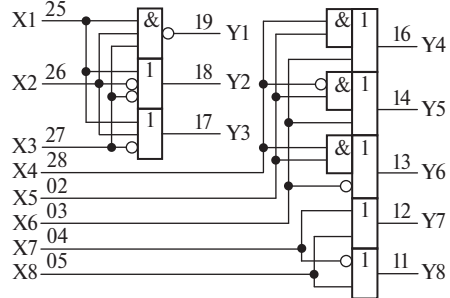 X1 25 & 19 Y1
X2 26 1 18 Y2
1 17 Y3
X3 27
X4 28
X5 02
X6 03
X7 04
X8 05
& 1 16 Y4
& 1 14 Y5
& 1 13 Y6
1 12 Y7
1 11 Y8